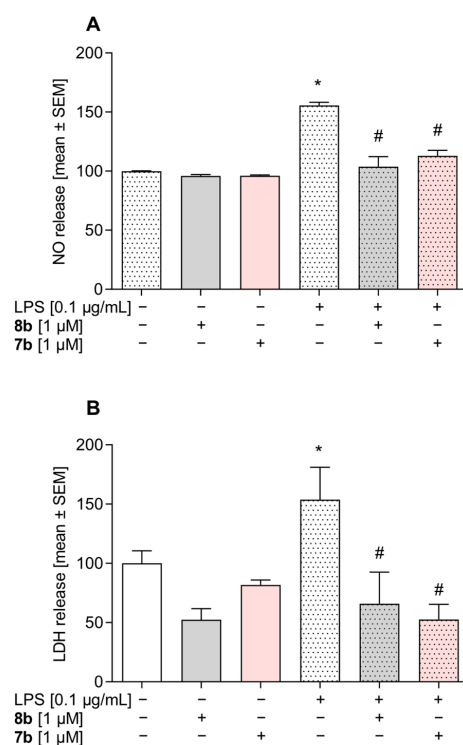 A
200
150
100
50
0
NO release [mean ± SEM]
*
#
#
LPS [0.1 µg/mL] – – – + + +
8b [1 µM] – + – – + –
7b [1 µM] – – + – – +
B
200
150
100
50
0
LDH release [mean ± SEM]
*
#
#
LPS [0.1 µg/mL] – – – + + +
8b [1 µM] – + – – + –
7b [1 µM] – – + – – +